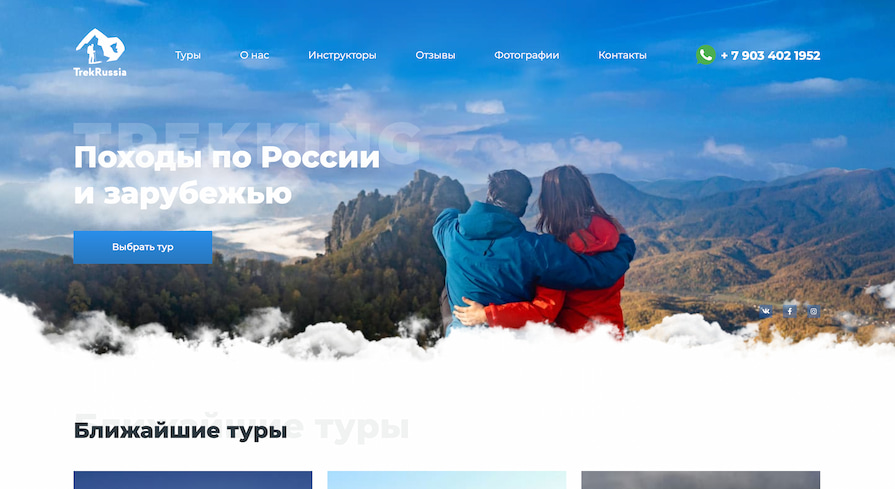 TrekRussia
Туры
О нас
Инструкторы
Отзывы
Фотографии
Контакты
+ 7 903 402 1952
TREKKING
Походы по России
и зарубежью
Выбрать тур
Ближайшие туры
Ближайшие туры